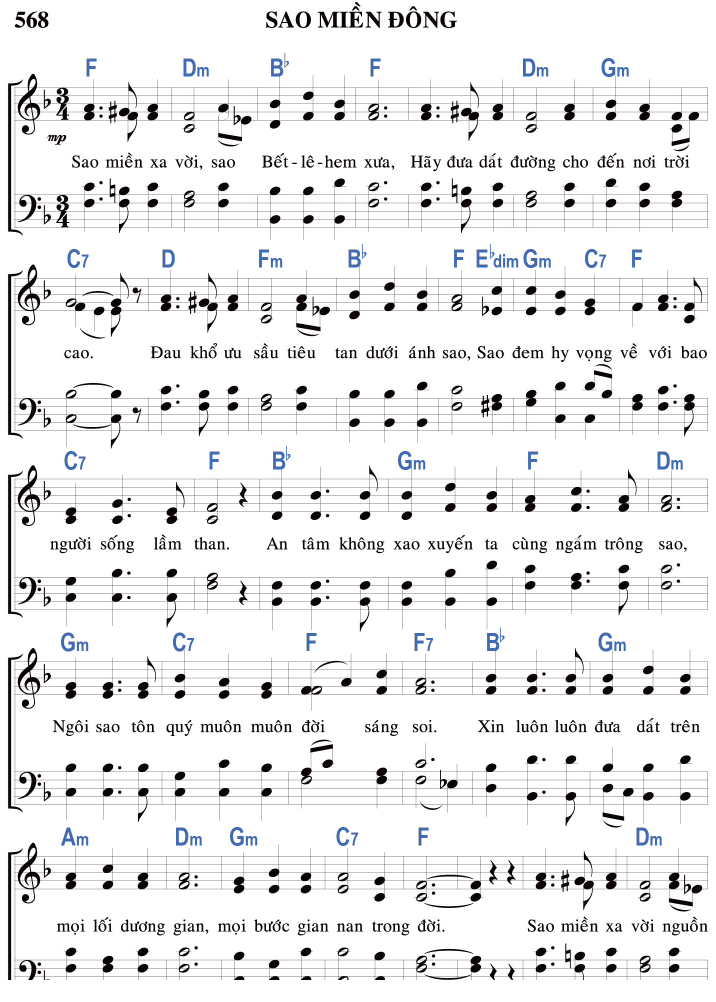 568 SAO MIỀN ĐÔNG
F Dm B♭ F Dm Gm
mp
Sao miền xa vời, sao Bết-lê-hem xưa, Hãy đưa dắt đường cho đến nơi trời
C7 D Fm B♭ F E♭dim Gm C7 F
cao. Đau khổ ưu sầu tiêu tan dưới ánh sao, Sao đem hy vọng về với bao
C7 F B♭ Gm F Dm
người sống lầm than. An tâm không xao xuyến ta cùng ngắm trông sao,
Gm C7 F F7 B♭ Gm
Ngôi sao tôn quý muôn muôn đời sáng soi. Xin luôn luôn đưa dắt trên
Am Dm Gm C7 F Dm
mọi lối dương gian, mọi bước gian nan trong đời. Sao miền xa vời nguồn